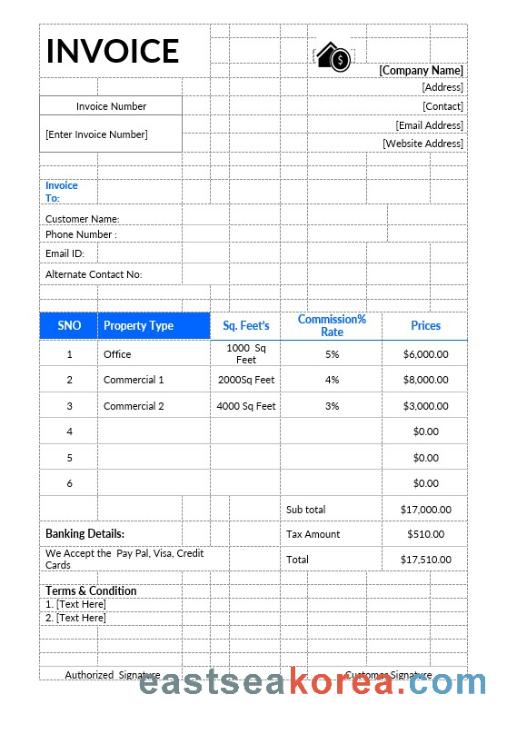 INVOICE
$
[Company Name]
[Address]
Invoice Number
[Contact]
[Enter Invoice Number]
[Email Address]
[Website Address]
Invoice
To:
Customer Name:
Phone Number :
Email ID:
Alternate Contact No:
SNO Property Type Sq. Feet's Commission% Rate Prices
1 Office 1000 Sq Feet 5% $6,000.00
2 Commercial 1 2000Sq Feet 4% $8,000.00
3 Commercial 2 4000 Sq Feet 3% $3,000.00
4 $0.00
5 $0.00
6 $0.00
Sub total $17,000.00
Banking Details: Tax Amount $510.00
We Accept the Pay Pal, Visa, Credit Cards Total $17,510.00
Terms & Condition
1. [Text Here]
2. [Text Here]
Authorized Signature Customer Signature
eastseakorea.com